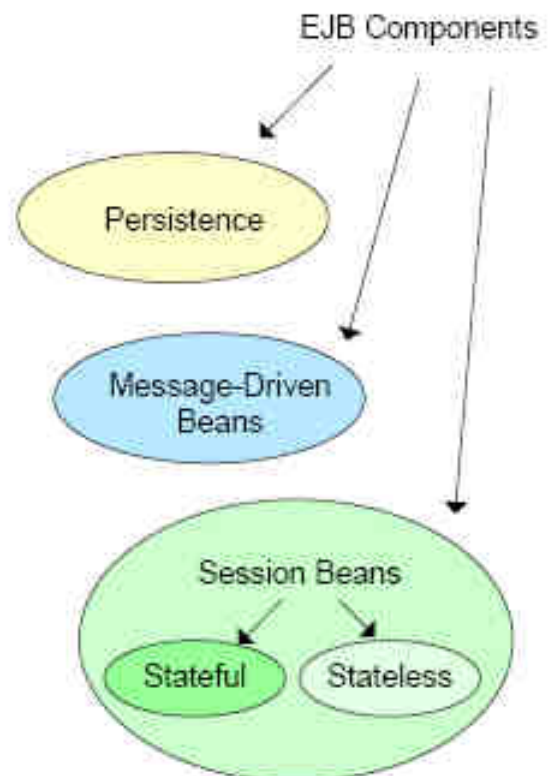 EJB Components
Persistence
Message-Driven
Beans
Session Beans
Stateful
Stateless